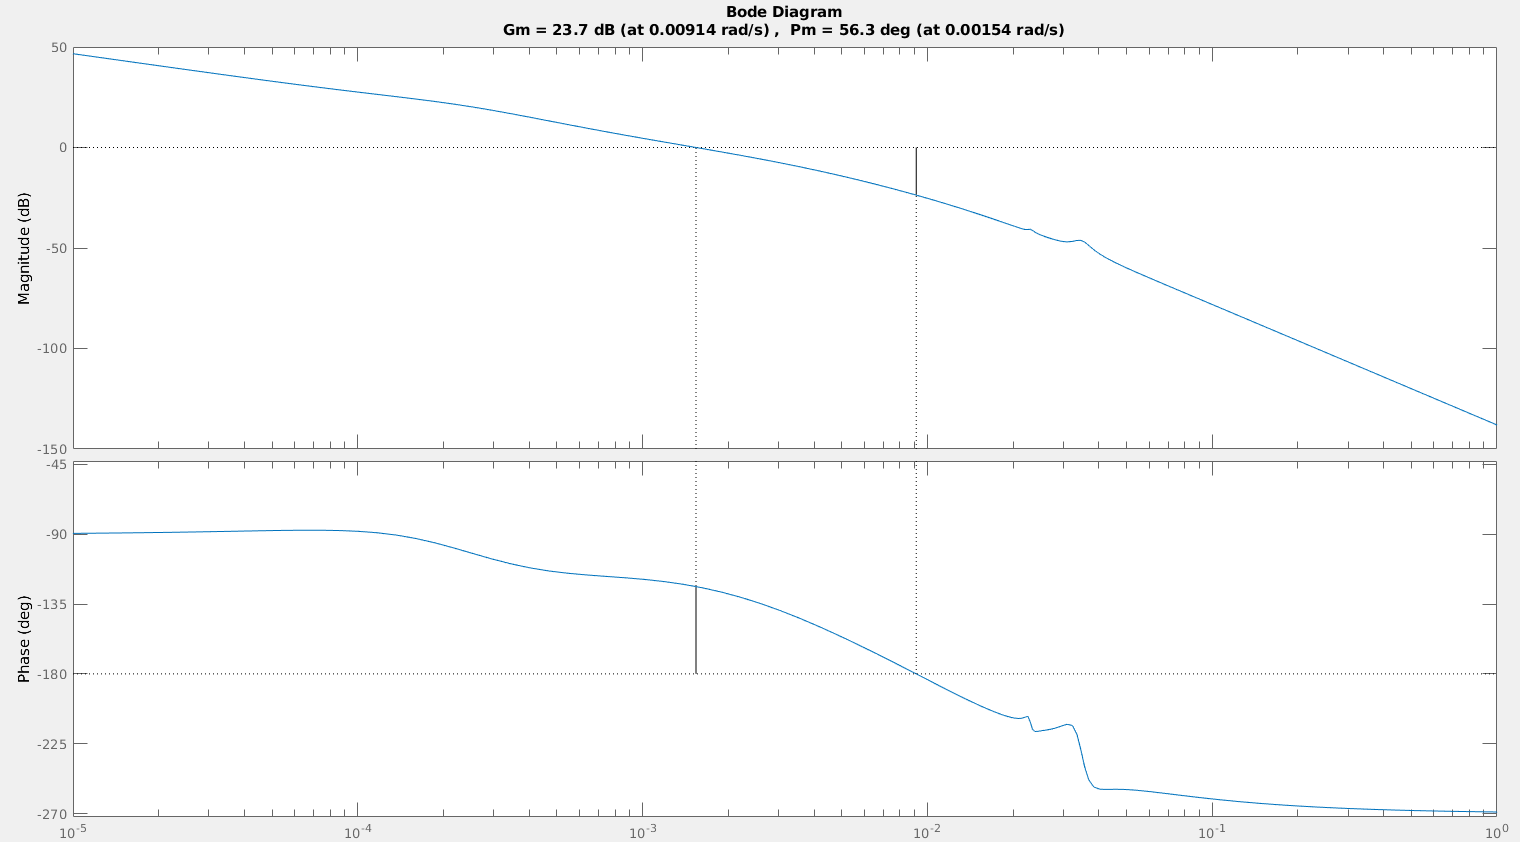 Bode Diagram
Gm = 23.7 dB (at 0.00914 rad/s) ,  Pm = 56.3 deg (at 0.00154 rad/s)
Magnitude (dB)
50
0
-50
-100
-150
Phase (deg)
-45
-90
-135
-180
-225
-270
10^-5 10^-4 10^-3 10^-2 10^-1 10^0